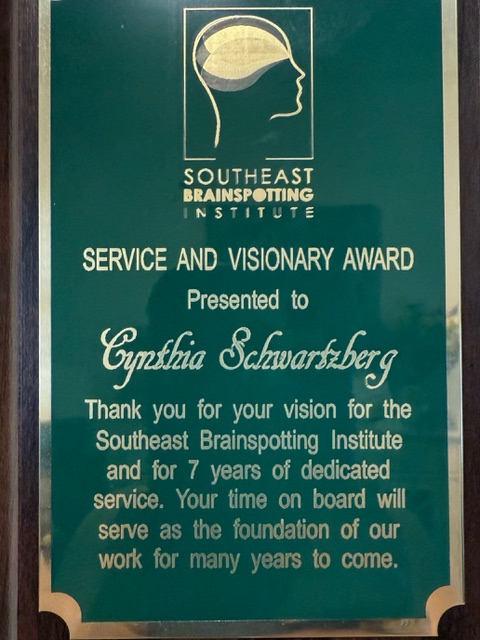 SOUTHEAST
BRAINSPOTTING
INSTITUTE
SERVICE AND VISIONARY AWARD
Presented to
Cynthia Schwartzberg
Thank you for your vision for the
Southeast Brainspotting Institute
and for 7 years of dedicated
service. Your time on board will
serve as the foundation of our
work for many years to come.